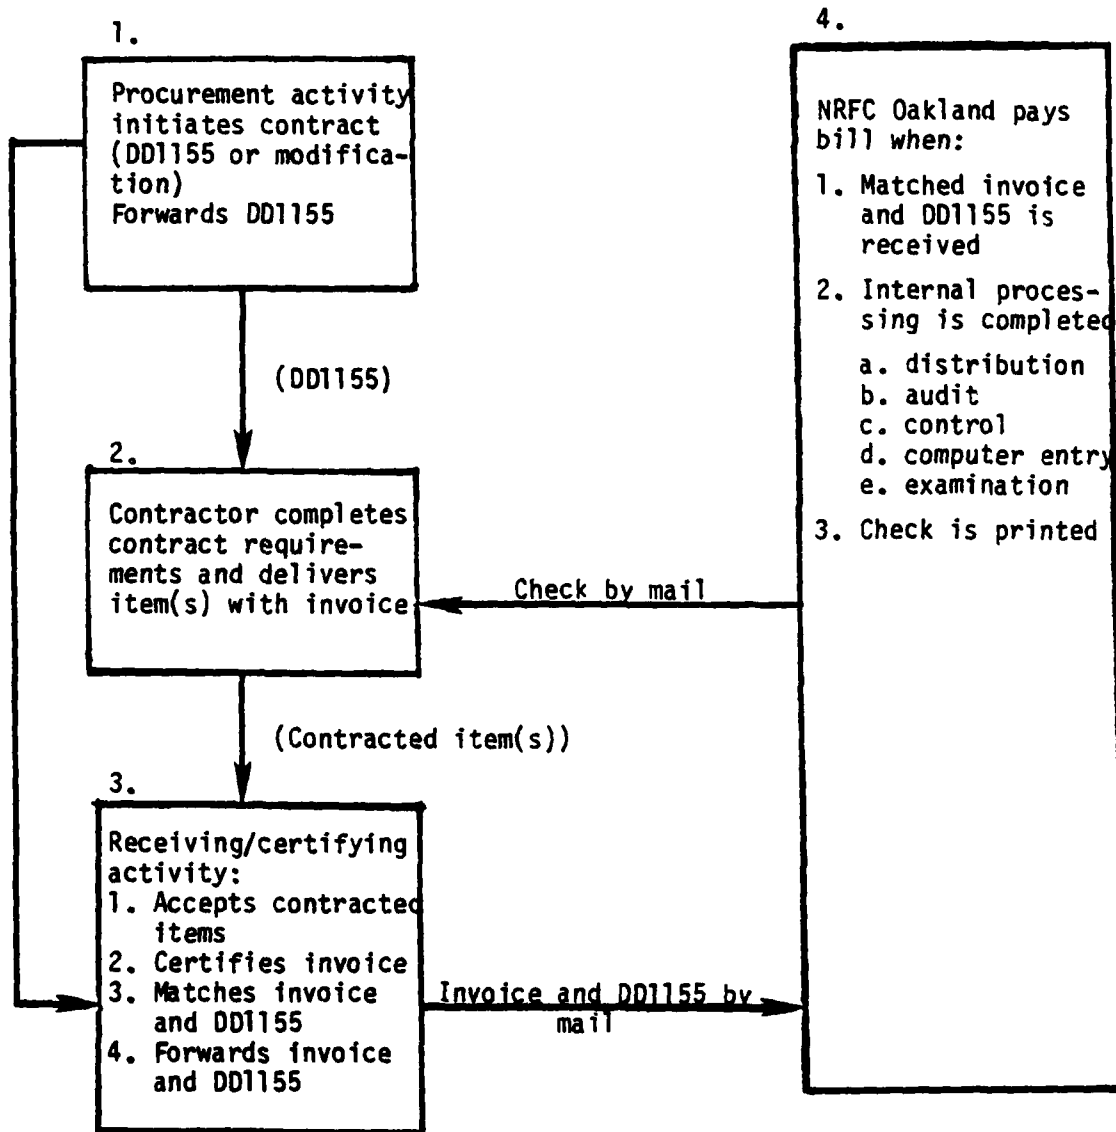 1.
Procurement activity
initiates contract
(DD1155 or modifica-
tion)
Forwards DD1155
(DD1155)
2.
Contractor completes
contract require-
ments and delivers
item(s) with invoice
Check by mail
(Contracted item(s))
3.
Receiving/certifying
activity:
1. Accepts contracted
items
2. Certifies invoice
3. Matches invoice
and DD1155
4. Forwards invoice
and DD1155
Invoice and DD1155 by
mail
4.
NRFC Oakland pays
bill when:
1. Matched invoice
and DD1155 is
received
2. Internal proces-
sing is completed
a. distribution
b. audit
c. control
d. computer entry
e. examination
3. Check is printed